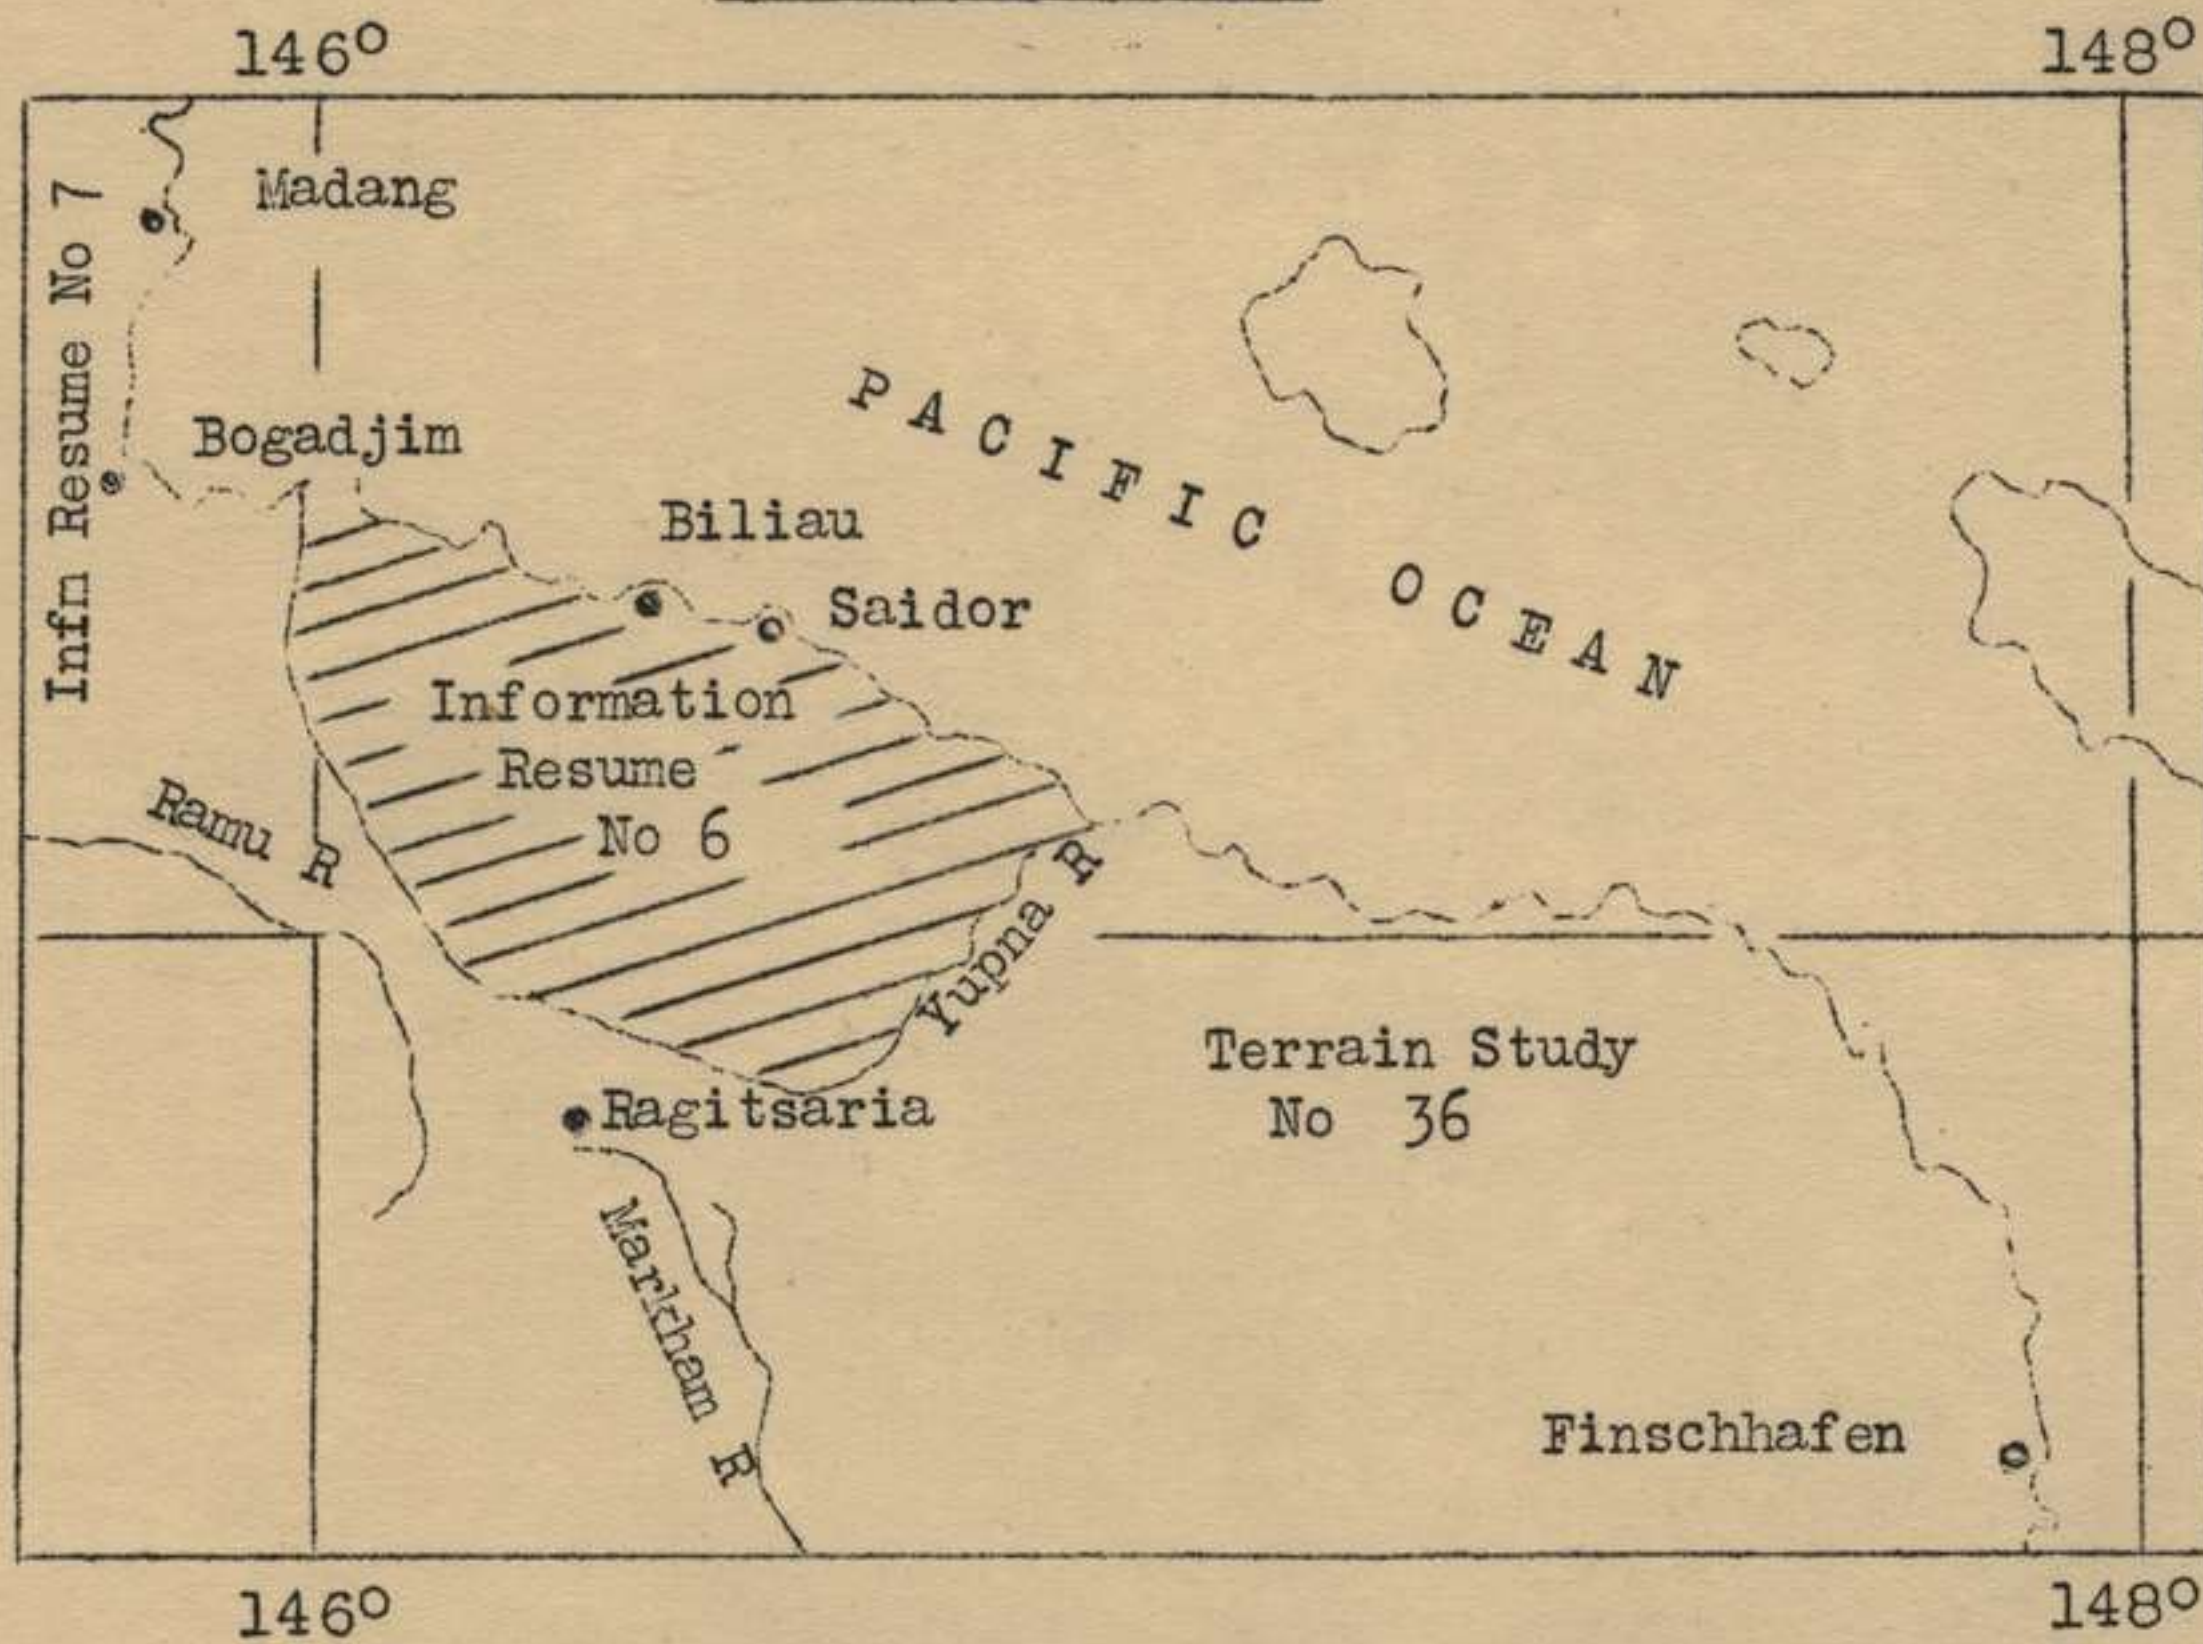 146° 148°
Madang
Infn Resume No 7
Bogadjim
PACIFIC OCEAN
Biliau
Saidor
Information
Resume
No 6
Ramu R
Yupna R
Terrain Study
No 36
Ragitsaria
Markham R
Finschhafen
146° 148°